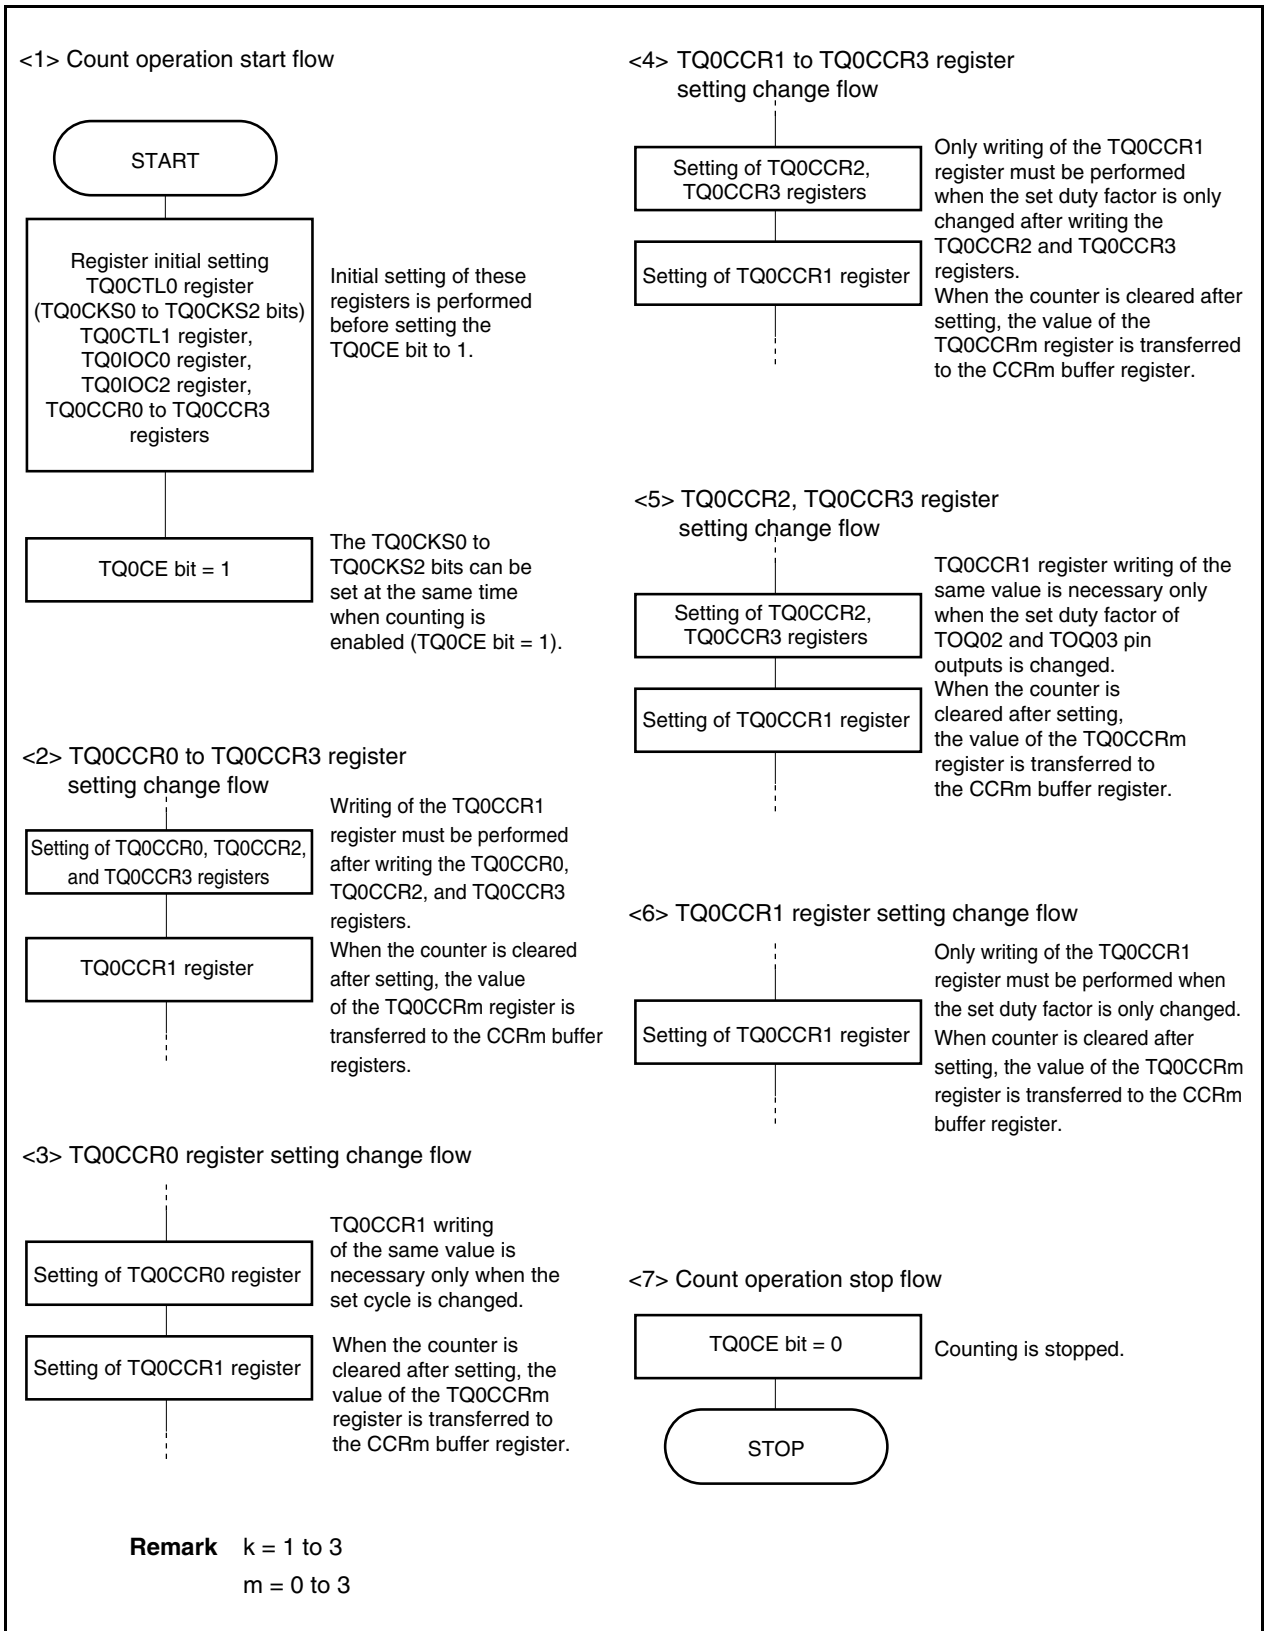 <1> Count operation start flow
START
Register initial setting
TQ0CTL0 register
(TQ0CKS0 to TQ0CKS2 bits)
TQ0CTL1 register,
TQ0IOC0 register,
TQ0IOC2 register,
TQ0CCR0 to TQ0CCR3
registers
Initial setting of these
registers is performed
before setting the
TQ0CE bit to 1.
TQ0CE bit = 1
The TQ0CKS0 to
TQ0CKS2 bits can be
set at the same time
when counting is
enabled (TQ0CE bit = 1).
<2> TQ0CCR0 to TQ0CCR3 register
setting change flow
Setting of TQ0CCR0, TQ0CCR2,
and TQ0CCR3 registers
TQ0CCR1 register
Writing of the TQ0CCR1
register must be performed
after writing the TQ0CCR0,
TQ0CCR2, and TQ0CCR3
registers.
When the counter is cleared
after setting, the value
of the TQ0CCRm register is
transferred to the CCRm buffer
registers.
<3> TQ0CCR0 register setting change flow
Setting of TQ0CCR0 register
TQ0CCR1 writing
of the same value is
necessary only when the
set cycle is changed.
Setting of TQ0CCR1 register
When the counter is
cleared after setting, the
value of the TQ0CCRm
register is transferred to
the CCRm buffer register.
<4> TQ0CCR1 to TQ0CCR3 register
setting change flow
Setting of TQ0CCR2,
TQ0CCR3 registers
Setting of TQ0CCR1 register
Only writing of the TQ0CCR1
register must be performed
when the set duty factor is only
changed after writing the
TQ0CCR2 and TQ0CCR3
registers.
When the counter is cleared after
setting, the value of the
TQ0CCRm register is transferred
to the CCRm buffer register.
<5> TQ0CCR2, TQ0CCR3 register
setting change flow
Setting of TQ0CCR2,
TQ0CCR3 registers
Setting of TQ0CCR1 register
TQ0CCR1 register writing of the
same value is necessary only
when the set duty factor of
TOQ02 and TOQ03 pin
outputs is changed.
When the counter is
cleared after setting,
the value of the TQ0CCRm
register is transferred to
the CCRm buffer register.
<6> TQ0CCR1 register setting change flow
Setting of TQ0CCR1 register
Only writing of the TQ0CCR1
register must be performed when
the set duty factor is only changed.
When counter is cleared after
setting, the value of the TQ0CCRm
register is transferred to the CCRm
buffer register.
<7> Count operation stop flow
TQ0CE bit = 0
Counting is stopped.
STOP
Remark k = 1 to 3
m = 0 to 3